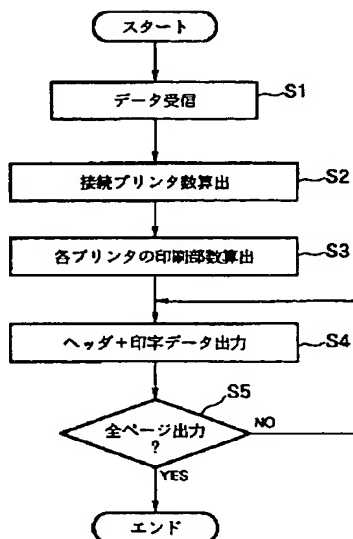 スタート
データ受信
S1
接続プリンタ数算出
S2
各プリンタの印刷部数算出
S3
ヘッダ+印字データ出力
S4
S5
全ページ出力
?
NO
YES
エンド